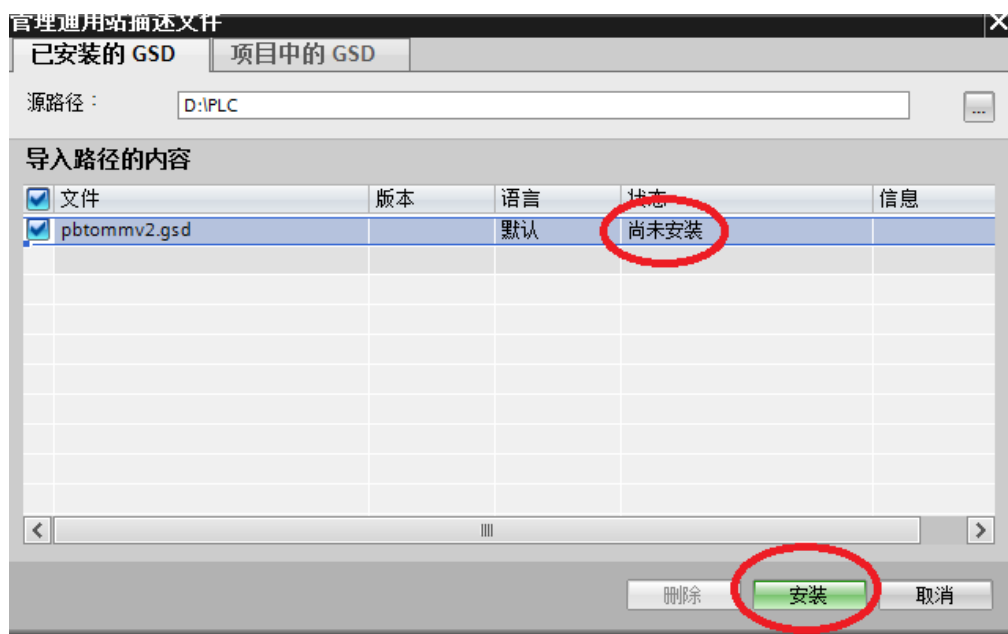 管理通用站描述文件
已安装的 GSD 项目中的 GSD
源路径： D:\PLC ...
导入路径的内容
文件 版本 语言 状态 信息
pbtommv2.gsd 默认 尚未安装
删除 安装 取消